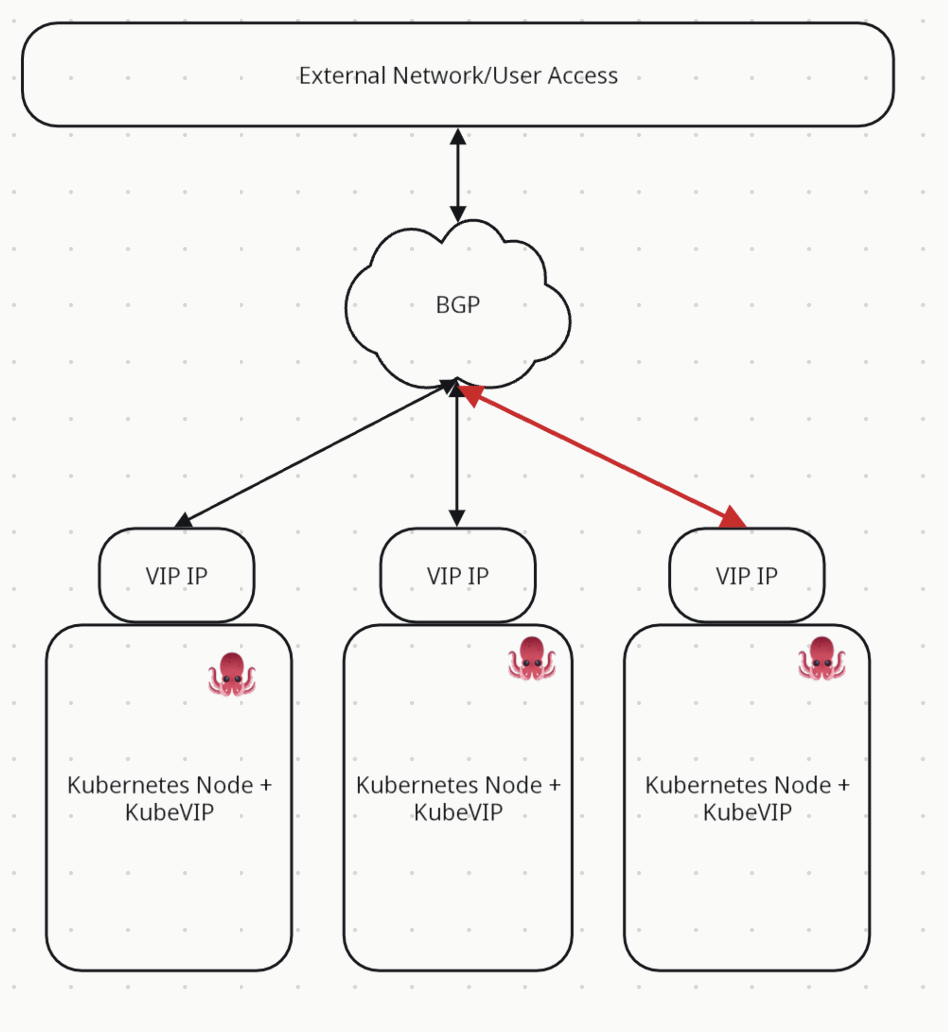 External Network/User Access
BGP
VIP IP
VIP IP
VIP IP
Kubernetes Node +
KubeVIP
Kubernetes Node +
KubeVIP
Kubernetes Node +
KubeVIP